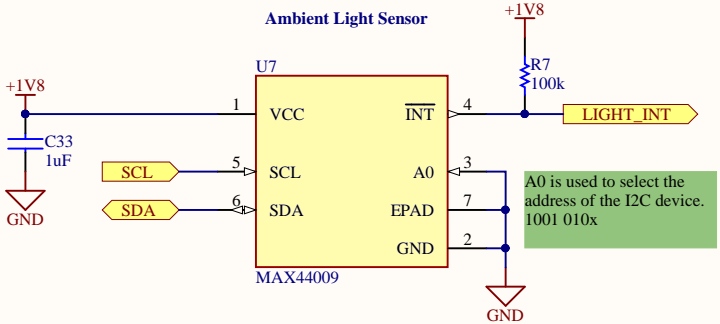 Ambient Light Sensor
+1V8
U7
R7
100k
+1V8
1
VCC
INT
4
LIGHT_INT
C33
1uF
SCL
5
SCL
A0
3
SDA
6
SDA
EPAD
7
GND
2
A0 is used to select the
address of the I2C device.
1001 010x
GND
MAX44009
GND